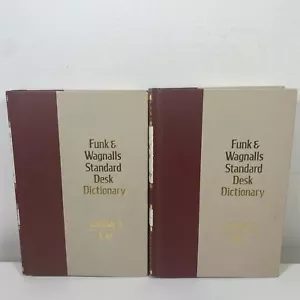 Funk &
Wagnalls
Standard
Desk
Dictionary
Funk &
Wagnalls
Standard
Desk
Dictionary